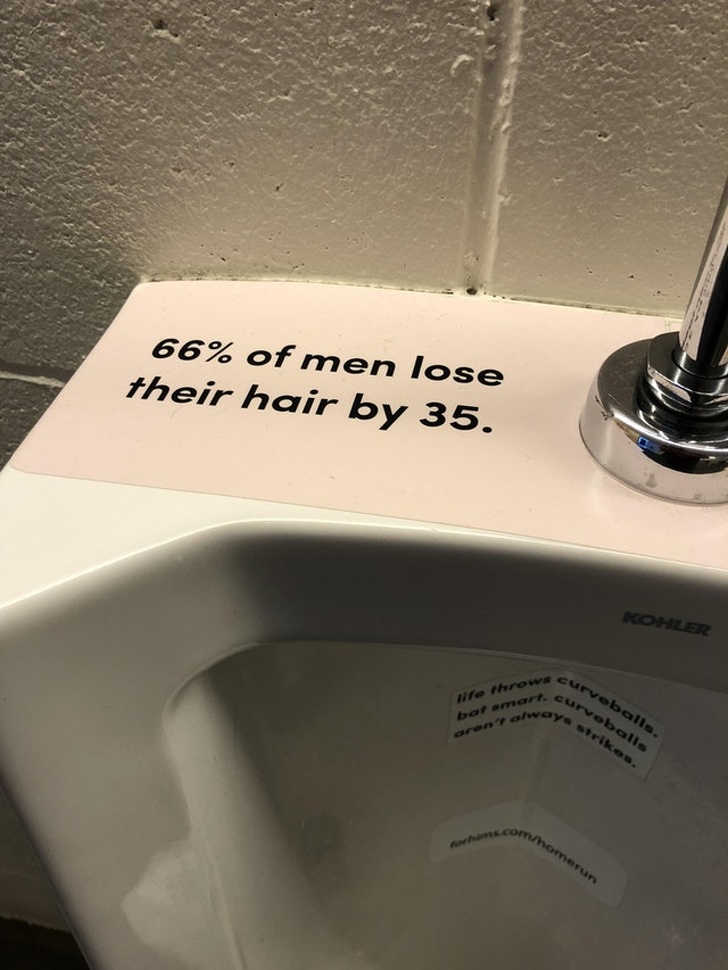 66% of men lose
their hair by 35.
KOHLER
life throws curveballs.
bat smart. curveballs
aren't always strikes.
forhims.com/homerun